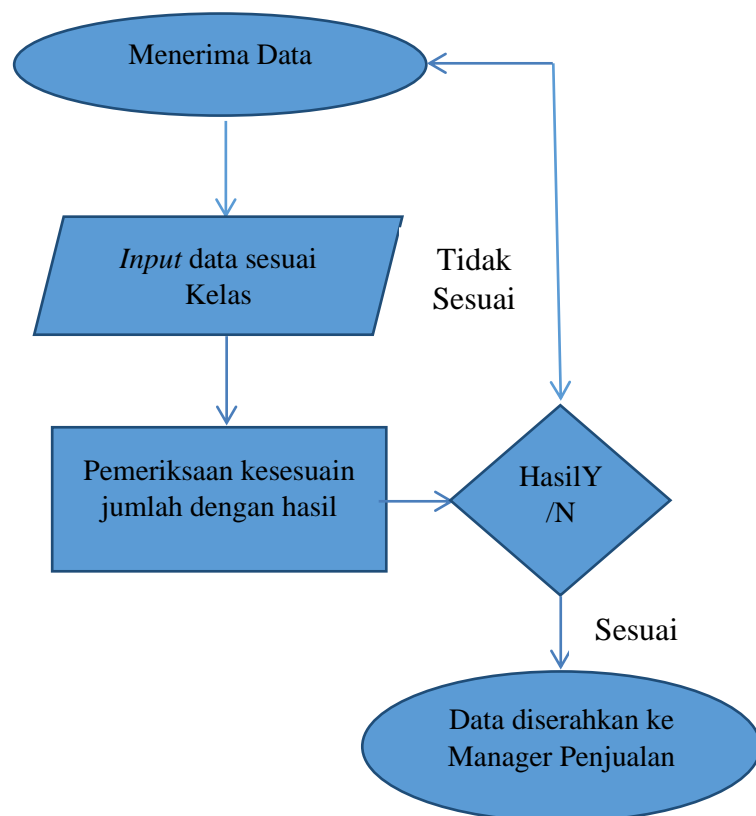 Menerima Data
Input data sesuai
Kelas
Tidak
Sesuai
Pemeriksaan kesesuain
jumlah dengan hasil
HasilY
/N
Sesuai
Data diserahkan ke
Manager Penjualan